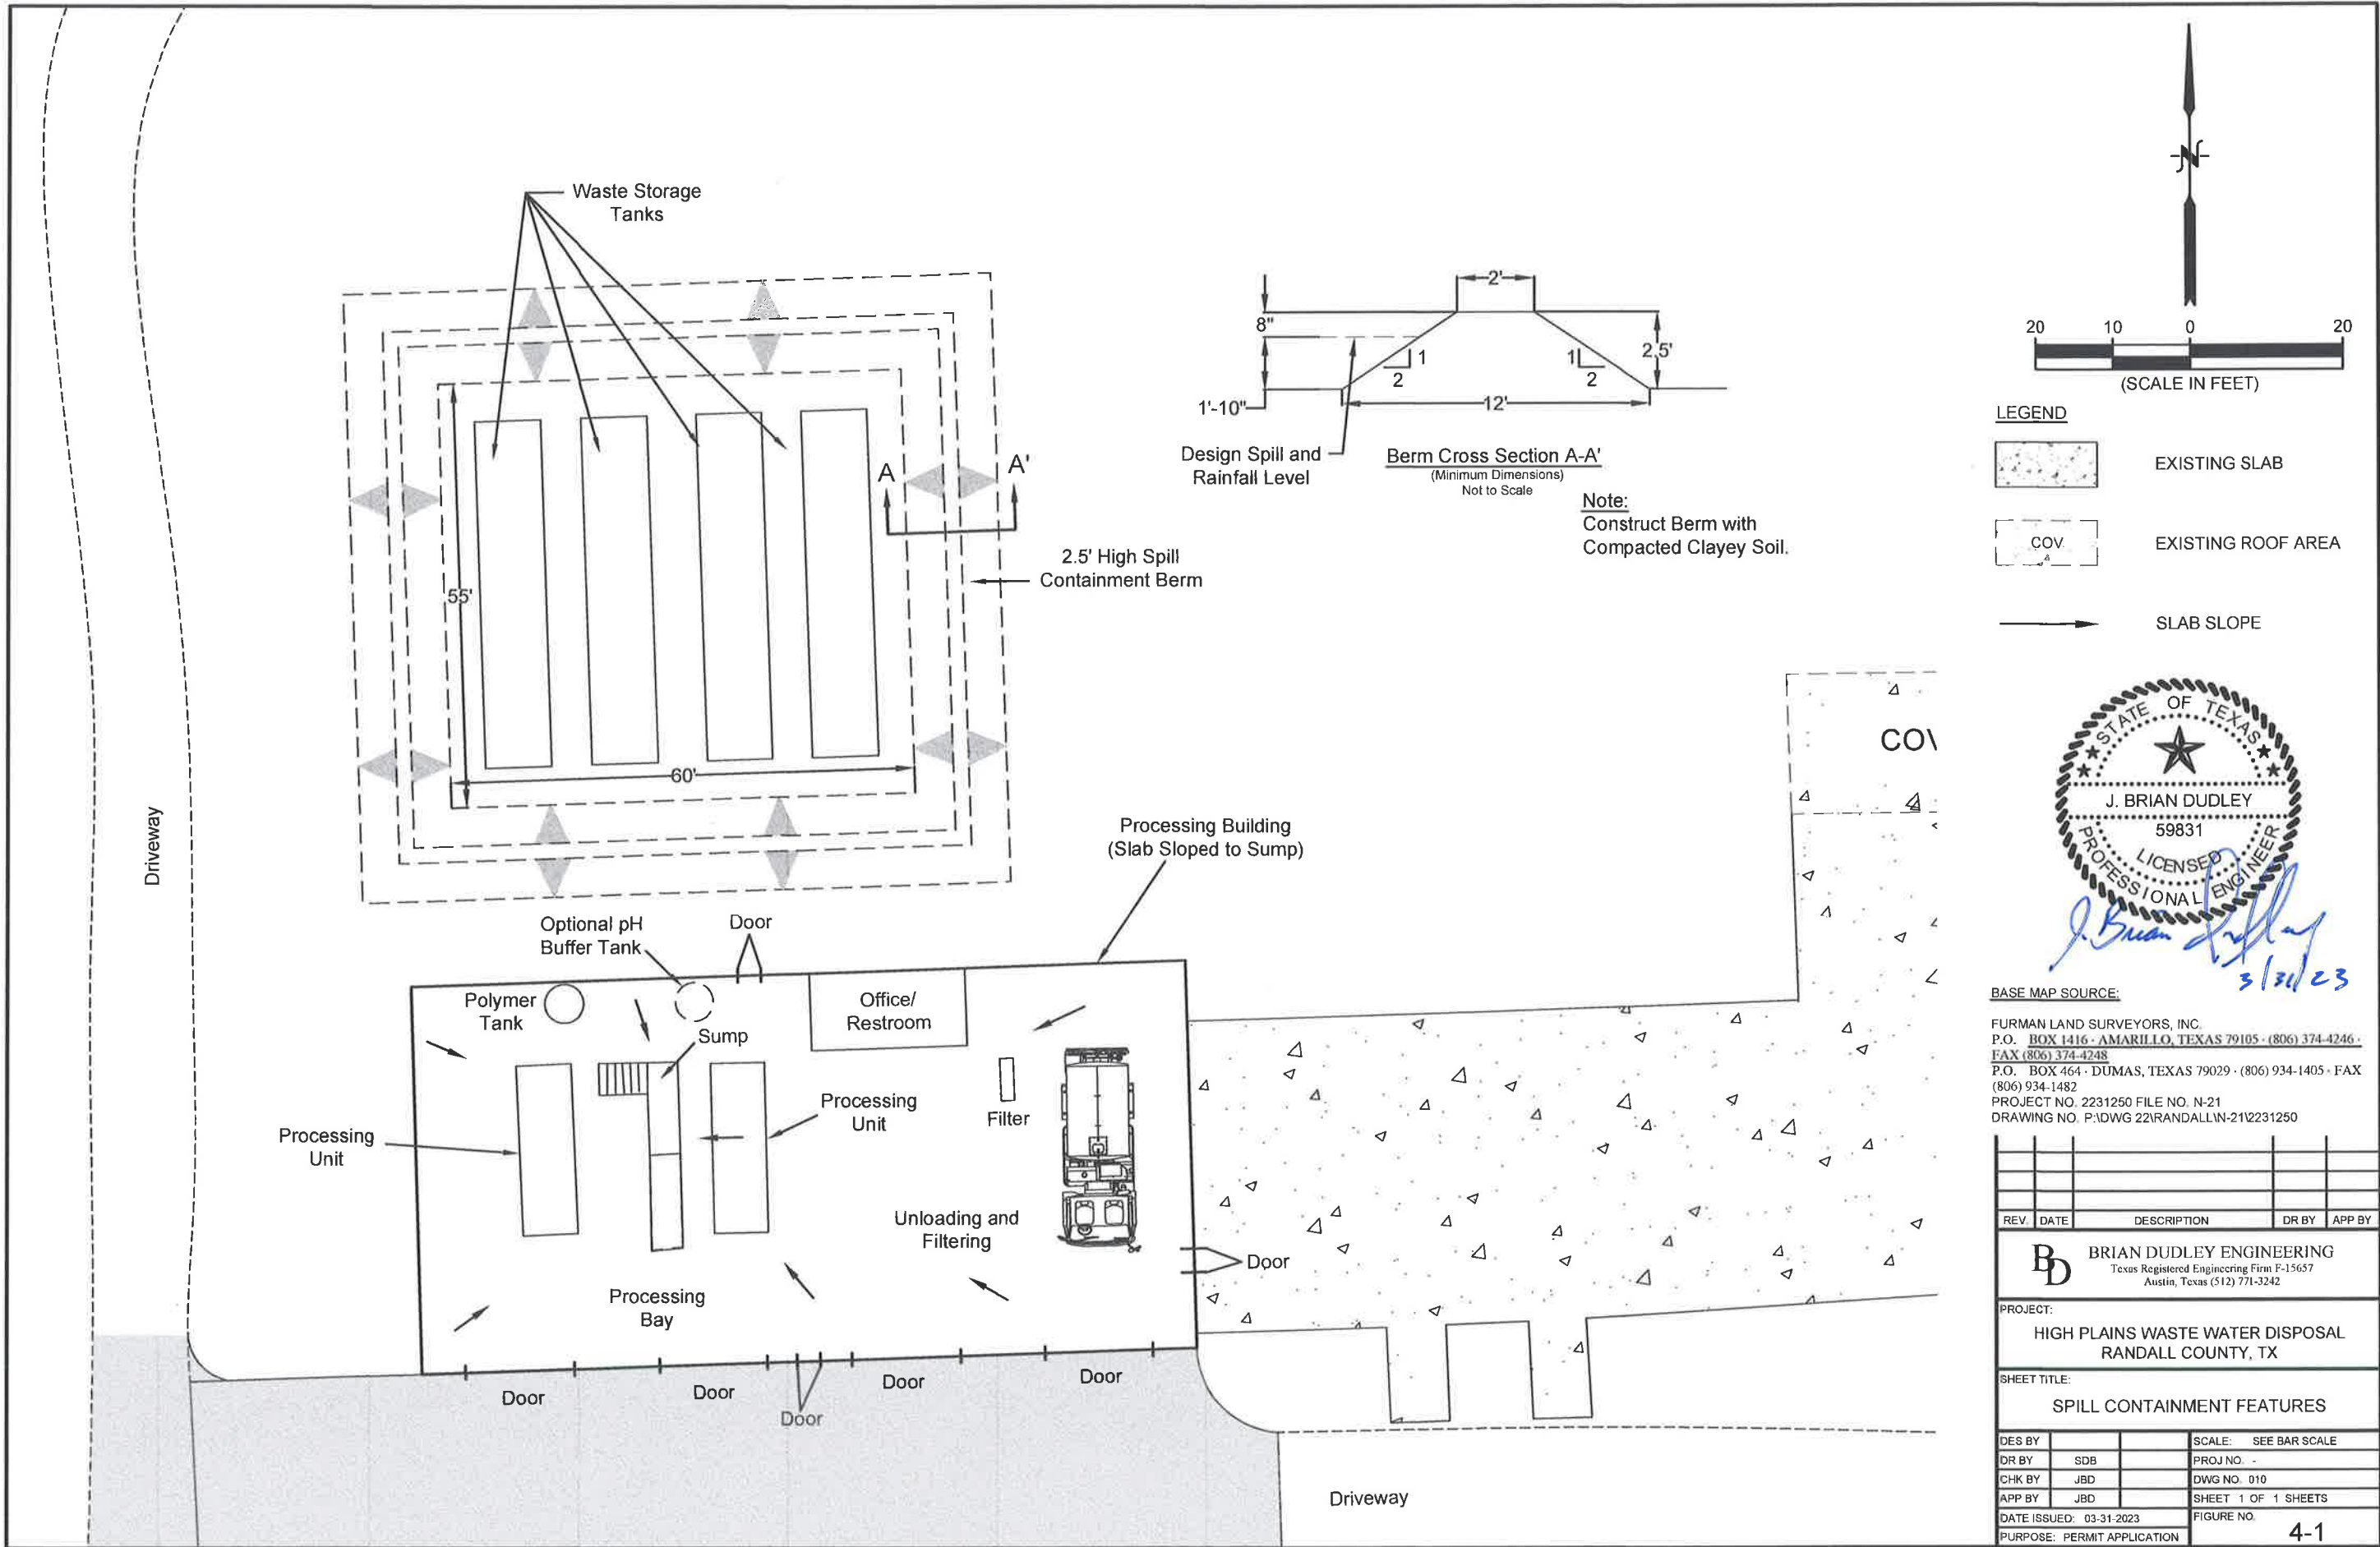 Waste Storage
Tanks
A
A'
55'
60'
2.5' High Spill
Containment Berm
2'
8"
1
2
1
2
2.5'
12'
1'-10"
Design Spill and
Rainfall Level
Berm Cross Section A-A'
(Minimum Dimensions)
Not to Scale
Note:
Construct Berm with
Compacted Clayey Soil.
Driveway
Processing Building
(Slab Sloped to Sump)
Optional pH
Buffer Tank
Door
Polymer
Tank
Sump
Office/
Restroom
Processing
Unit
Processing
Unit
Filter
Unloading and
Filtering
Processing
Bay
Door
Door
Door
Door
Door
Door
Driveway
COV
N
20 10 0 20
(SCALE IN FEET)
LEGEND
EXISTING SLAB
COV.
EXISTING ROOF AREA
SLAB SLOPE
STATE OF TEXAS
J. BRIAN DUDLEY
59831
LICENSED
PROFESSIONAL ENGINEER
J. Brian Dudley
3/31/23
BASE MAP SOURCE:
FURMAN LAND SURVEYORS, INC.
P.O. BOX 1416 · AMARILLO, TEXAS 79105 · (806) 374-4246 ·
FAX (806) 374-4248
P.O. BOX 464 · DUMAS, TEXAS 79029 · (806) 934-1405 · FAX
(806) 934-1482
PROJECT NO. 2231250 FILE NO. N-21
DRAWING NO. P:\DWG 22\RANDALL\N-21\2231250
REV. DATE DESCRIPTION DR BY APP BY
BD
BRIAN DUDLEY ENGINEERING
Texas Registered Engineering Firm F-15657
Austin, Texas (512) 771-3242
PROJECT:
HIGH PLAINS WASTE WATER DISPOSAL
RANDALL COUNTY, TX
SHEET TITLE:
SPILL CONTAINMENT FEATURES
DES BY SCALE: SEE BAR SCALE
DR BY SDB PROJ NO. -
CHK BY JBD DWG NO. 010
APP BY JBD SHEET 1 OF 1 SHEETS
DATE ISSUED: 03-31-2023 FIGURE NO.
PURPOSE: PERMIT APPLICATION 4-1